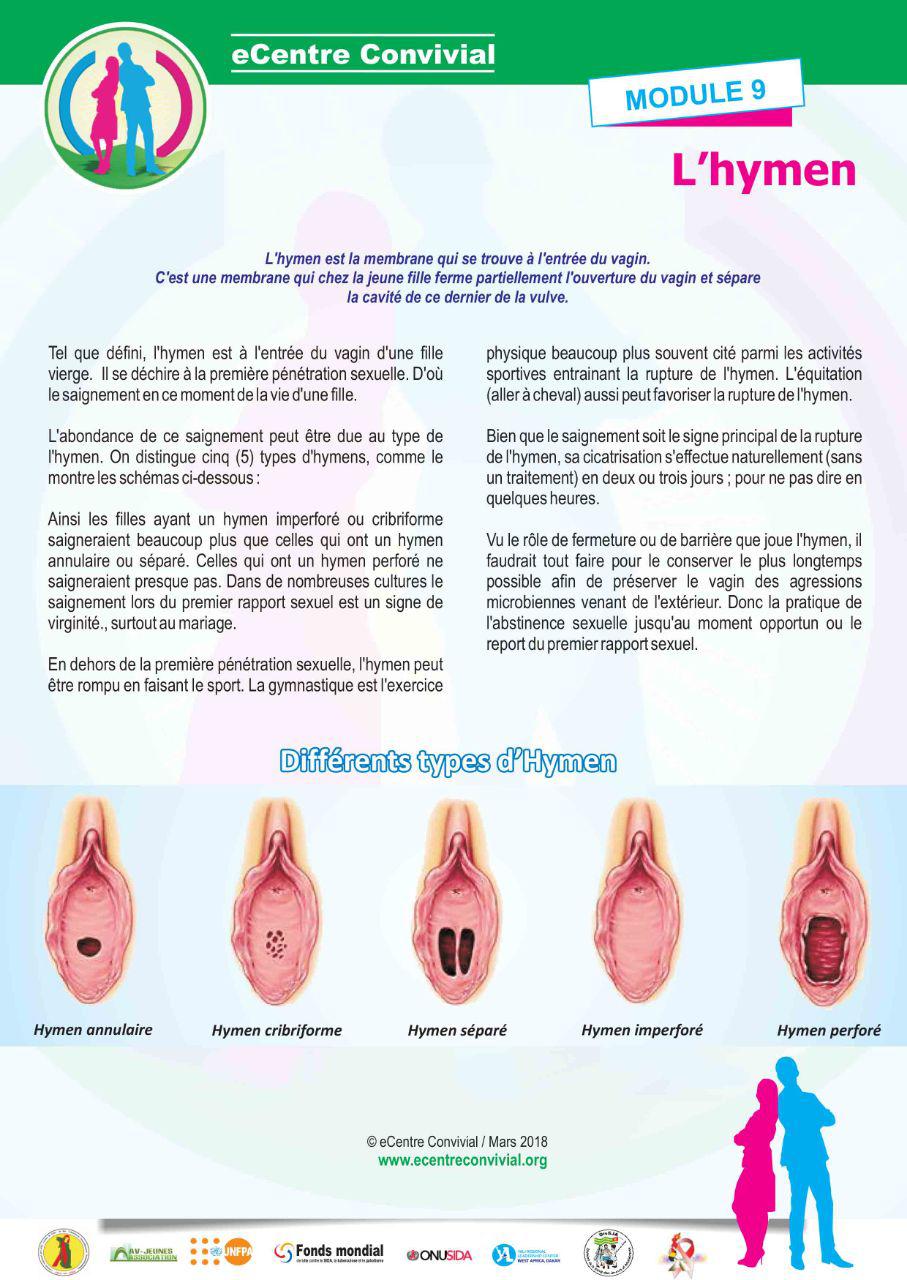 eCentre Convivial
MODULE 9
L'hymen
L'hymen est la membrane qui se trouve à l'entrée du vagin.
C'est une membrane qui chez la jeune fille ferme partiellement l'ouverture du vagin et sépare
la cavité de ce dernier de la vulve.
Tel que défini, l'hymen est à l'entrée du vagin d'une fille
vierge. Il se déchire à la première pénétration sexuelle. D'où
le saignement en ce moment de la vie d'une fille.
L'abondance de ce saignement peut être due au type de
l'hymen. On distingue cinq (5) types d'hymens, comme le
montre les schémas ci-dessous :
Ainsi les filles ayant un hymen imperforé ou cribriforme
saigneraient beaucoup plus que celles qui ont un hymen
annulaire ou séparé. Celles qui ont un hymen perforé ne
saigneraient presque pas. Dans de nombreuses cultures le
saignement lors du premier rapport sexuel est un signe de
virginité., surtout au mariage.
En dehors de la première pénétration sexuelle, l'hymen peut
être rompu en faisant le sport. La gymnastique est l'exercice
physique beaucoup plus souvent cité parmi les activités
sportives entrainant la rupture de l'hymen. L'équitation
(aller à cheval) aussi peut favoriser la rupture de l'hymen.
Bien que le saignement soit le signe principal de la rupture
de l'hymen, sa cicatrisation s'effectue naturellement (sans
un traitement) en deux ou trois jours ; pour ne pas dire en
quelques heures.
Vu le rôle de fermeture ou de barrière que joue l'hymen, il
faudrait tout faire pour le conserver le plus longtemps
possible afin de préserver le vagin des agressions
microbiennes venant de l'extérieur. Donc la pratique de
l'abstinence sexuelle jusqu'au moment opportun ou le
report du premier rapport sexuel.
Différents types d'Hymen
Hymen annulaire
Hymen cribriforme
Hymen séparé
Hymen imperforé
Hymen perforé
© eCentre Convivial / Mars 2018
www.ecentreconvivial.org
AV-JEUNES
ASSOCIATION
UNFPA
Fonds mondial
ONUSIDA
YALI REGIONAL
LEADERSHIP CENTER
WEST AFRICA, DAKAR